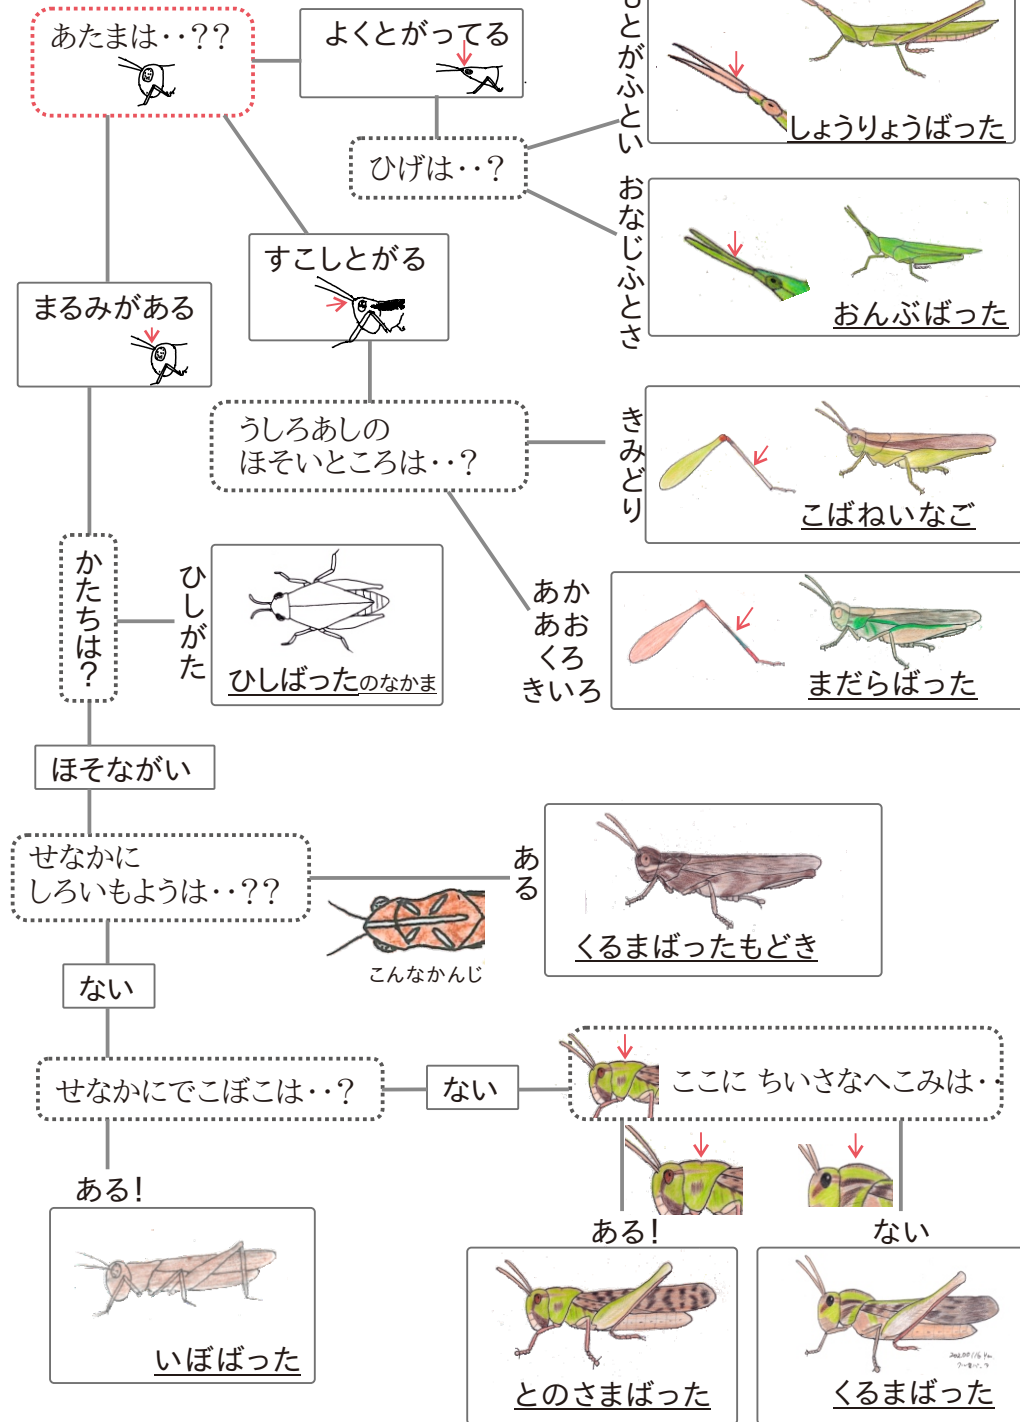 あたまは・・??
よくとがってる
もとがふとい
しょうりょうばった
ひげは・・?
おなじふとさ
おんぶばった
すこしとがる
まるみがある
うしろあしの
ほそいところは・・?
きみどり
こばねいなご
あか
あお
くろ
きいろ
まだらばった
かたちは?
ひしがた
ひしばったのなかま
ほそながい
せなかに
しろいもようは・・??
こんなかんじ
ある
くるまばったもどき
ない
せなかにでこぼこは・・?
ない
ここに ちいさなへこみは・・
ある!
いぼばった
ある!
とのさまばった
ない
くるまばった